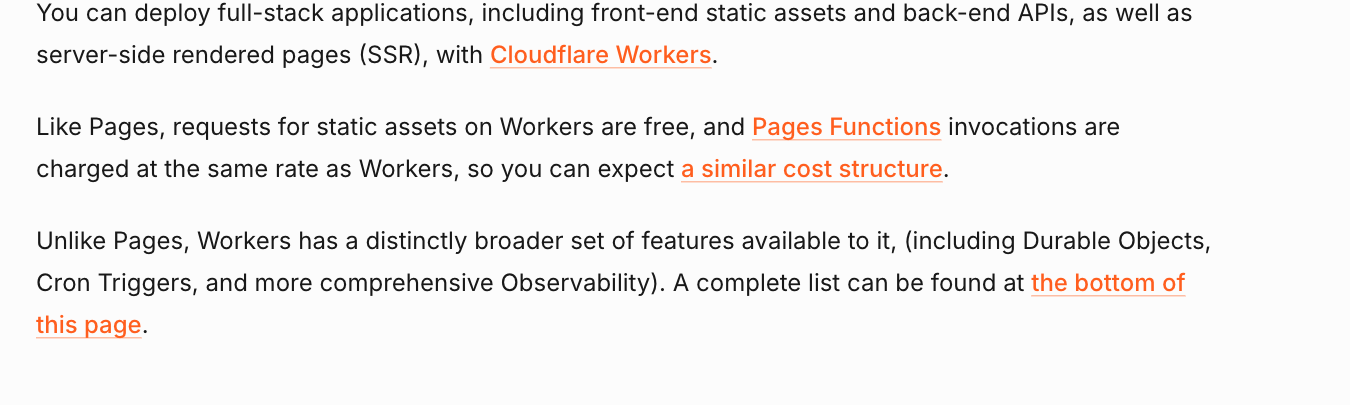 You can deploy full-stack applications, including front-end static assets and back-end APIs, as well as
server-side rendered pages (SSR), with Cloudflare Workers.
Like Pages, requests for static assets on Workers are free, and Pages Functions invocations are
charged at the same rate as Workers, so you can expect a similar cost structure.
Unlike Pages, Workers has a distinctly broader set of features available to it, (including Durable Objects,
Cron Triggers, and more comprehensive Observability). A complete list can be found at the bottom of
this page.